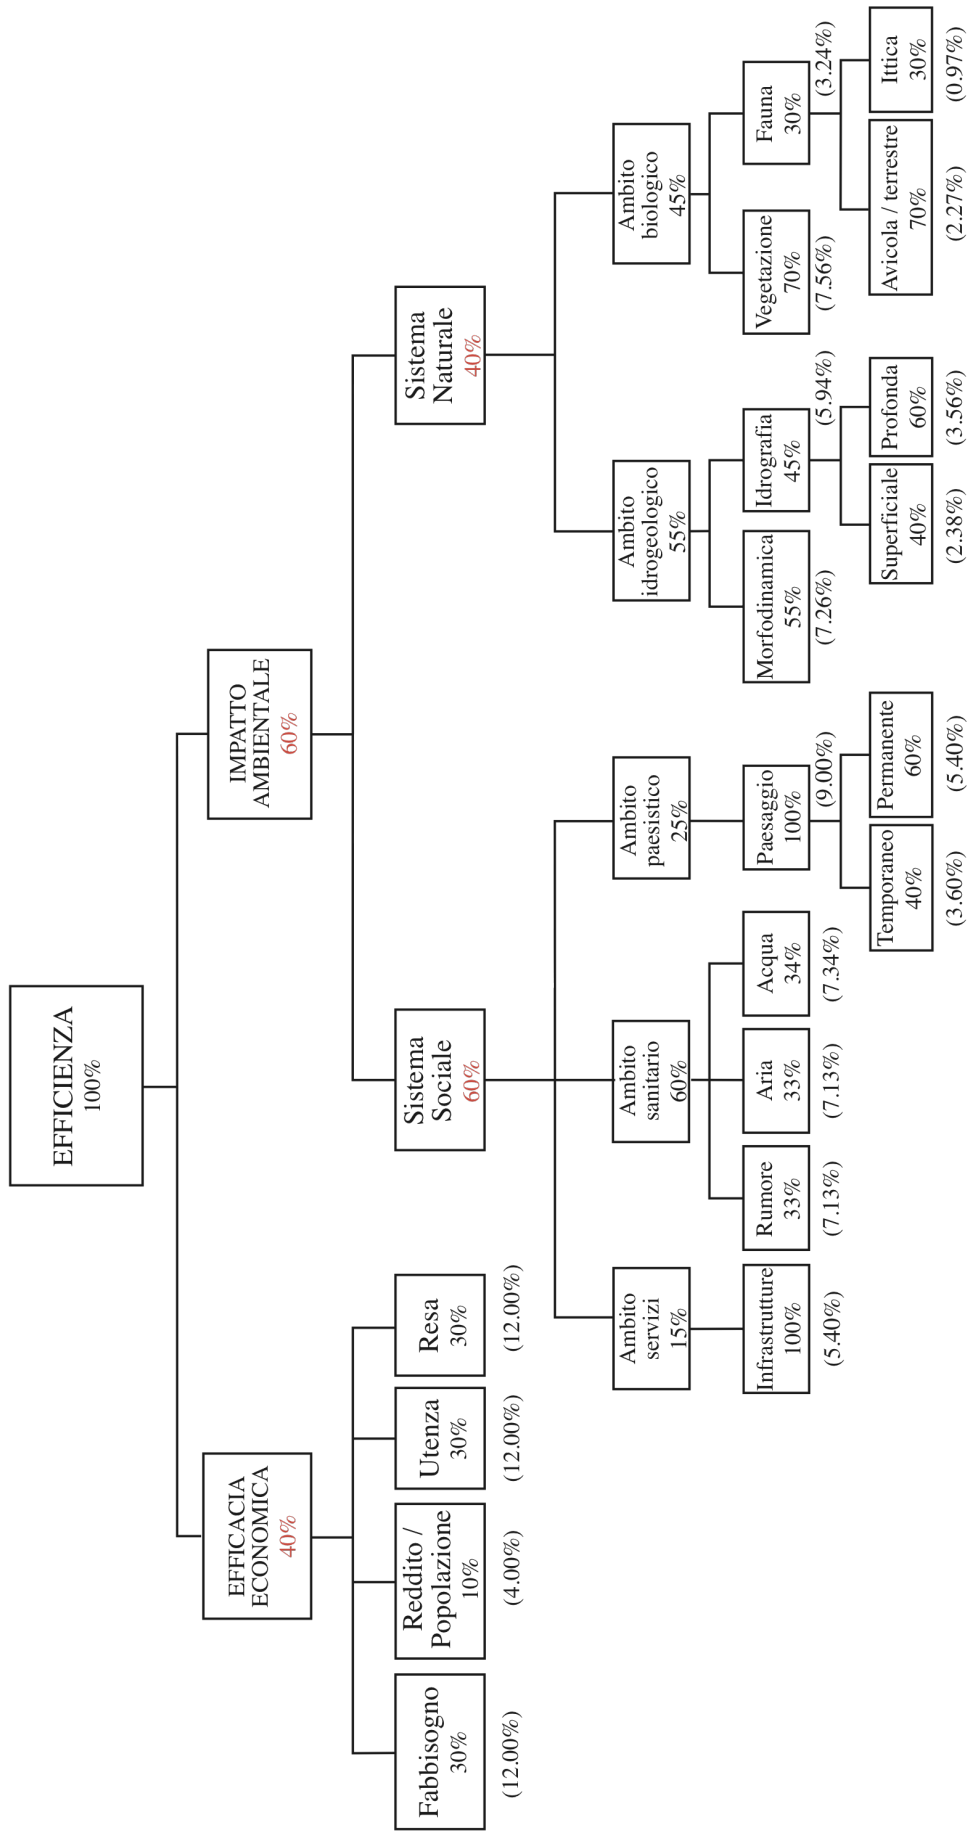 EFFICIENZA
100%
EFFICACIA
ECONOMICA
40%
IMPATTO
AMBIENTALE
60%
Fabbisogno
30%
(12.00%)
Reddito /
Popolazione
10%
(4.00%)
Utenza
30%
(12.00%)
Resa
30%
(12.00%)
Sistema
Sociale
60%
Sistema
Naturale
40%
Ambito
servizi
15%
Ambito
sanitario
60%
Ambito
paesistico
25%
Ambito
idrogeologico
55%
Ambito
biologico
45%
Infrastrutture
100%
(5.40%)
Rumore
33%
(7.13%)
Aria
33%
(7.13%)
Acqua
34%
(7.34%)
Paesaggio
100%
(9.00%)
Morfodinamica
55%
(7.26%)
Idrografia
45%
(5.94%)
Vegetazione
70%
(7.56%)
Fauna
30%
(3.24%)
Temporaneo
40%
(3.60%)
Permanente
60%
(5.40%)
Superficiale
40%
(2.38%)
Profonda
60%
(3.56%)
Avicola / terrestre
70%
(2.27%)
Ittica
30%
(0.97%)